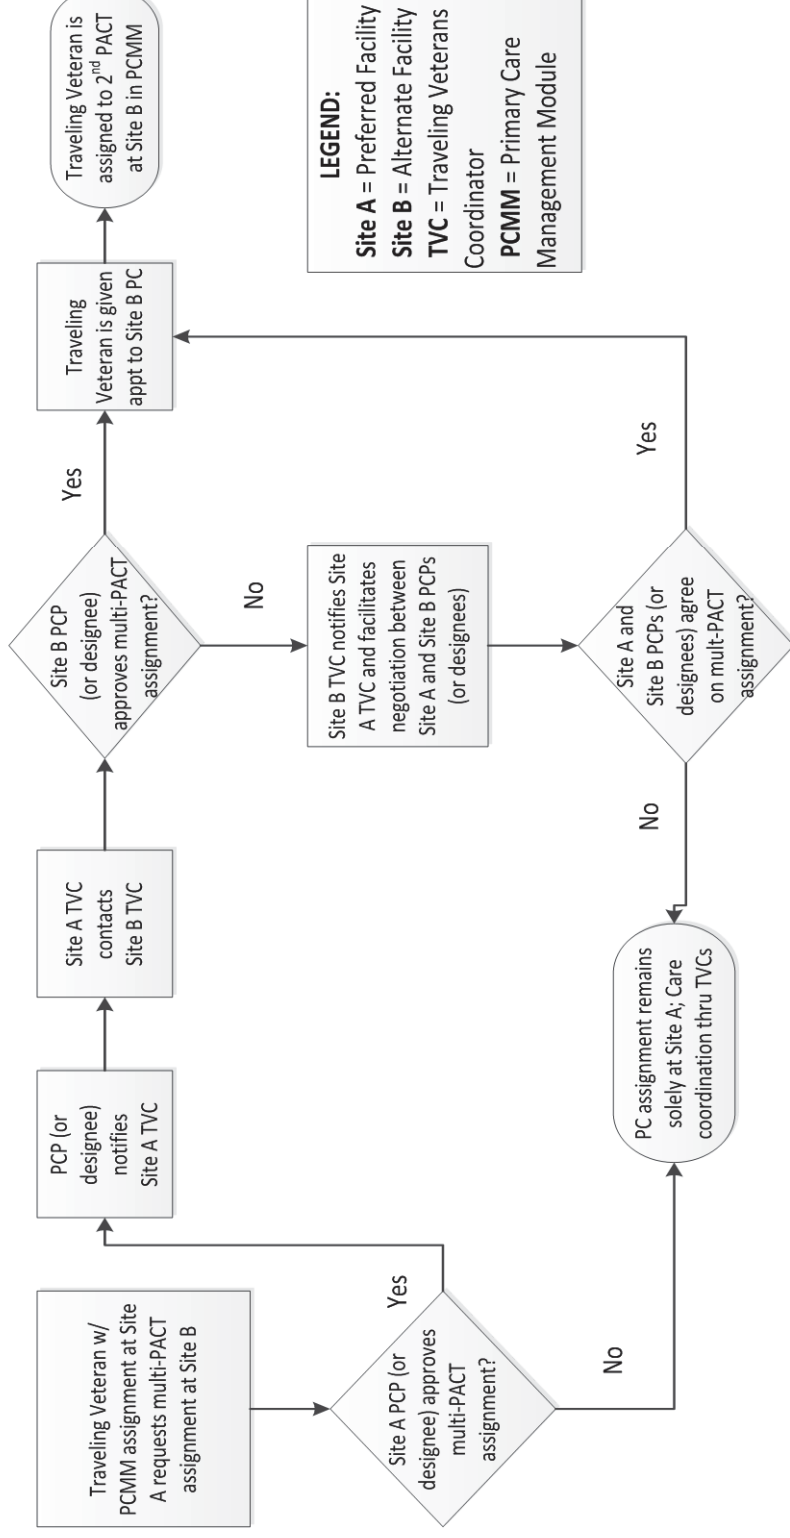 Traveling Veteran w/
PCMM assignment at Site
A requests multi-PACT
assignment at Site B
Site A PCP (or
designee) approves
multi-PACT
assignment?
Yes
No
PCP (or
designee)
notifies
Site A TVC
Site A TVC
contacts
Site B TVC
Site B PCP
(or designee)
approves multi-PACT
assignment?
Yes
No
Traveling
Veteran is given
appt to Site B PC
Traveling Veteran is
assigned to 2nd PACT
at Site B in PCMM
Site B TVC notifies Site
A TVC and facilitates
negotiation between
Site A and Site B PCPs
(or designees)
Site A and
Site B PCPs (or
designees) agree
on mult-PACT
assignment?
Yes
No
PC assignment remains
solely at Site A; Care
coordination thru TVCs
LEGEND:
Site A = Preferred Facility
Site B = Alternate Facility
TVC = Traveling Veterans
Coordinator
PCMM = Primary Care
Management Module